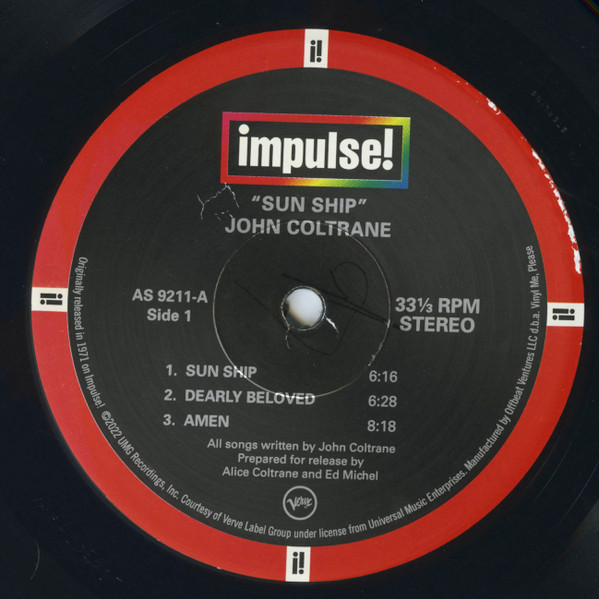 i!
impulse!
"SUN SHIP"
JOHN COLTRANE
AS 9211-A
Side 1
33⅓ RPM
STEREO
i!
i!
1. SUN SHIP 6:16
2. DEARLY BELOVED 6:28
3. AMEN 8:18
All songs written by John Coltrane
Prepared for release by
Alice Coltrane and Ed Michel
Verve
Originally released in 1971 on Impulse! ©2022 UMG Recordings, Inc. Courtesy of Verve Label Group under license from Universal Music Enterprises. Manufactured by Offbeat Ventures LLC d.b.a. Vinyl Me, Please
i!